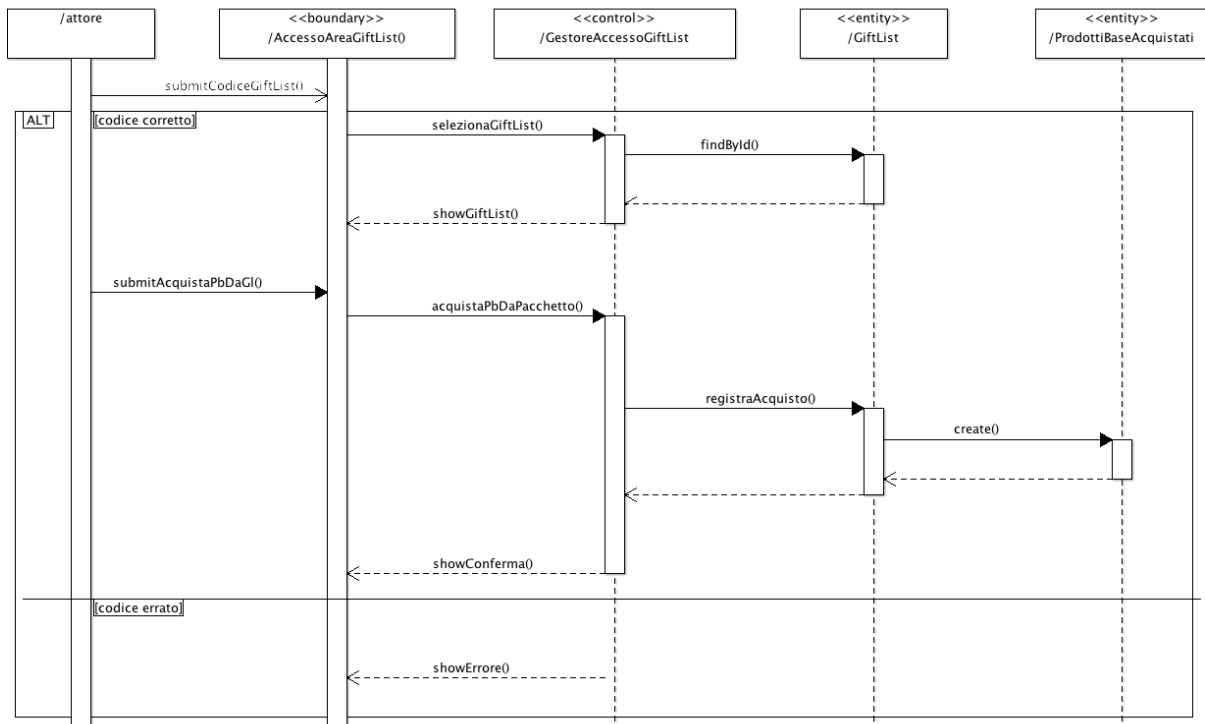 /attore
<<boundary>>
/AccessoAreaGiftList()
<<control>>
/GestoreAccessoGiftList
<<entity>>
/GiftList
<<entity>>
/ProdottiBaseAcquistati
submitCodiceGiftList()
ALT
[codice corretto]
selezionaGiftList()
findById()
showGiftList()
submitAcquistaPbDaGl()
acquistaPbDaPacchetto()
registraAcquisto()
create()
showConferma()
[codice errato]
showErrore()